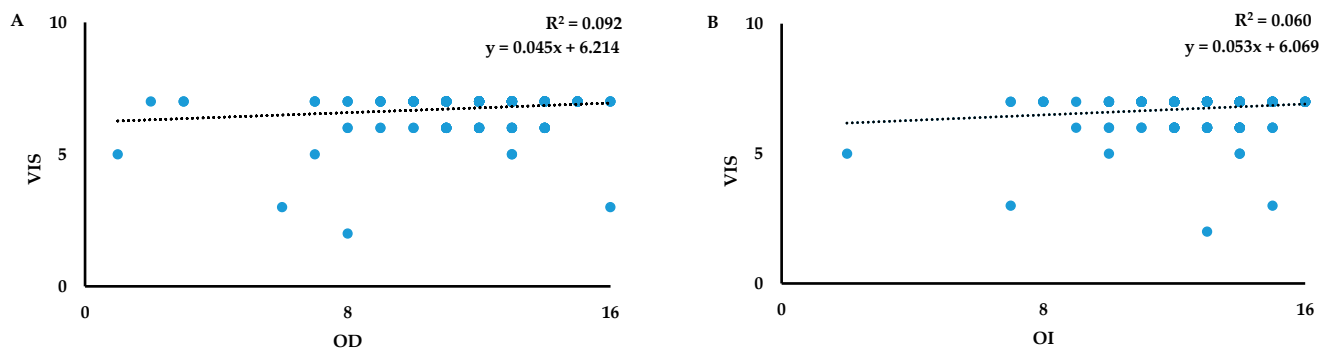 A
R² = 0.092
y = 0.045x + 6.214
10
5
0
VIS
0
8
16
OD
B
R² = 0.060
y = 0.053x + 6.069
10
5
0
VIS
0
8
16
OI